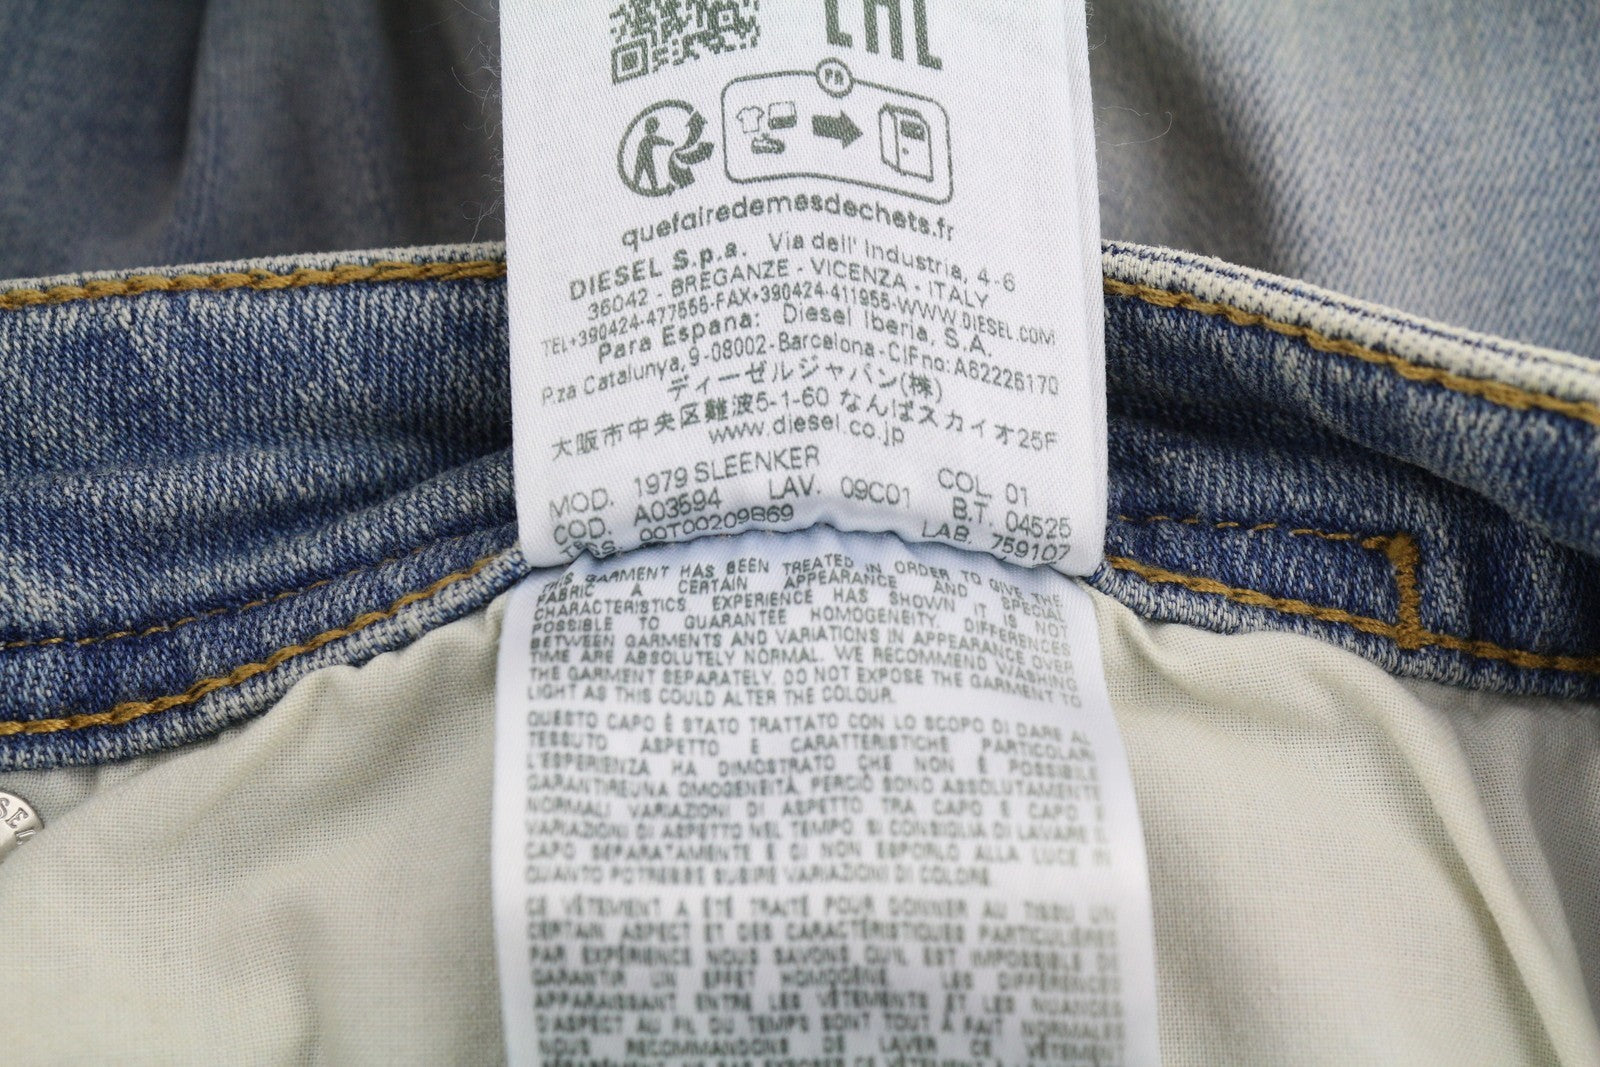 EAC
FR
quefairedemesdechets.fr
DIESEL S.p.a. Via dell' Industria, 4-6
36042 - BREGANZE - VICENZA - ITALY
TEL+390424-477555-FAX+390424-411955-WWW.DIESEL.COM
Para Espana: Diesel Iberia, S.A.
P.za Catalunya, 9-08002-Barcelona-CIFno:A62226170
ディーゼルジャパン(株)
大阪市中央区難波5-1-60 なんばスカイオ25F
www.diesel.co.jp
MOD. 1979 SLEENKER COL. 01
COD. A03594 LAV. 09C01 B.T. 04525
TESS. 00T00209B69 LAB. 759107
THIS GARMENT HAS BEEN TREATED IN ORDER TO GIVE THE
FABRIC A CERTAIN APPEARANCE AND SPECIAL
CHARACTERISTICS. EXPERIENCE HAS SHOWN IT IS NOT
POSSIBLE TO GUARANTEE HOMOGENEITY. DIFFERENCES
BETWEEN GARMENTS AND VARIATIONS IN APPEARANCE OVER
TIME ARE ABSOLUTELY NORMAL. WE RECOMMEND WASHING
THE GARMENT SEPARATELY. DO NOT EXPOSE THE GARMENT TO
LIGHT AS THIS COULD ALTER THE COLOUR.
QUESTO CAPO È STATO TRATTATO CON LO SCOPO DI DARE AL
TESSUTO ASPETTO E CARATTERISTICHE PARTICOLARI.
L'ESPERIENZA HA DIMOSTRATO CHE NON È POSSIBILE
GARANTIRE UNA OMOGENEITÀ, PERCIÒ SONO ASSOLUTAMENTE
NORMALI VARIAZIONI DI ASPETTO TRA CAPO E CAPO E
VARIAZIONI DI ASPETTO NEL TEMPO. SI CONSIGLIA DI LAVARE IL
CAPO SEPARATAMENTE E DI NON ESPORLO ALLA LUCE IN
QUANTO POTREBBE SUBIRE VARIAZIONI DI COLORE.
CE VÊTEMENT A ÉTÉ TRAITÉ POUR DONNER AU TISSU UN
CERTAIN ASPECT ET DES CARACTÉRISTIQUES PARTICULIÈRES.
PAR EXPÉRIENCE NOUS SAVONS QU'IL EST IMPOSSIBLE DE
GARANTIR UN EFFET HOMOGÈNE. LES DIFFÉRENCES
APPARAISSANT ENTRE LES VÊTEMENTS ET LES NUANCES
D'ASPECT AU FIL DU TEMPS SONT TOUT À FAIT NORMALES.
NOUS RECOMMANDONS DE LAVER CE VÊTEMENT